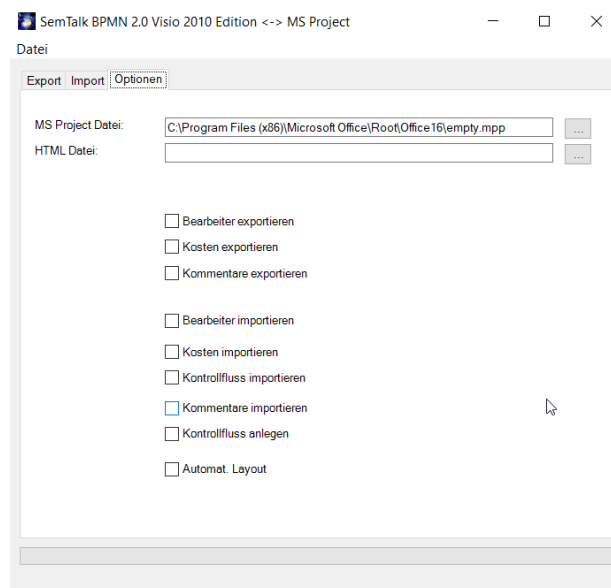 SemTalk BPMN 2.0 Visio 2010 Edition <-> MS Project
Datei
Export Import Optionen
MS Project Datei: C:\Program Files (x86)\Microsoft Office\Root\Office16\empty.mpp ...
HTML Datei: ...
Bearbeiter exportieren
Kosten exportieren
Kommentare exportieren
Bearbeiter importieren
Kosten importieren
Kontrollfluss importieren
Kommentare importieren
Kontrollfluss anlegen
Automat. Layout